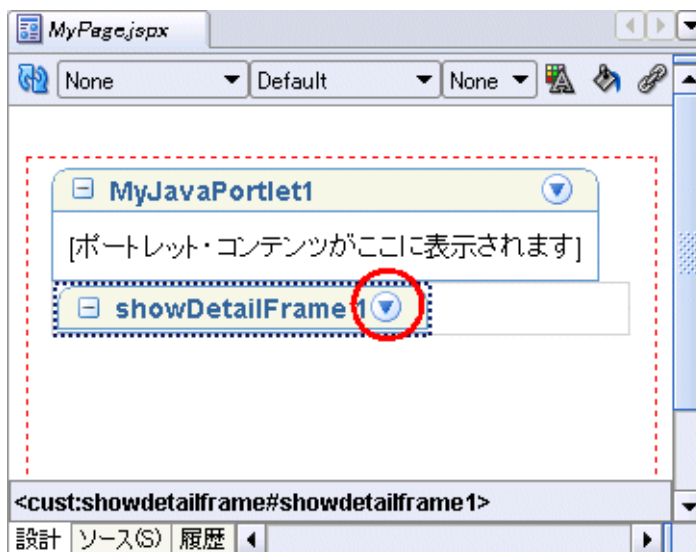 MyPage.jspx
None Default None
MyJavaPortlet1
[ポートレット・コンテンツがここに表示されます]
showDetailFrame1
<cust:showdetailframe#showdetailframe1>
設計 ソース(S) 履歴